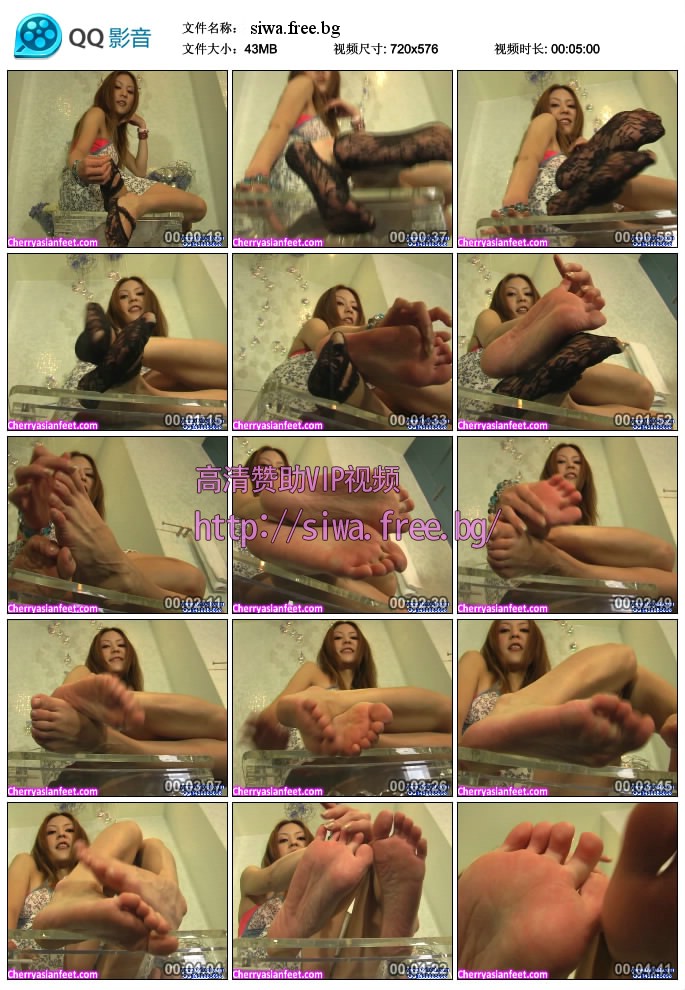 QQ 影音
文件名称: siwa.free.bg
文件大小: 43MB 视频尺寸: 720x576 视频时长: 00:05:00
Cherryasianfeet.com 00:00:18
Cherryasianfeet.com 00:00:37
Cherryasianfeet.com 00:00:58
Cherryasianfeet.com 00:01:15
Cherryasianfeet.com 00:01:33
Cherryasianfeet.com 00:01:52
高清赞助VIP视频
http://siwa.free.bg/
Cherryasianfeet.com 00:02:11
Cherryasianfeet.com 00:02:30
Cherryasianfeet.com 00:02:49
Cherryasianfeet.com 00:03:07
Cherryasianfeet.com 00:03:26
Cherryasianfeet.com 00:03:45
Cherryasianfeet.com 00:04:04
Cherryasianfeet.com 00:04:22
Cherryasianfeet.com 00:04:41